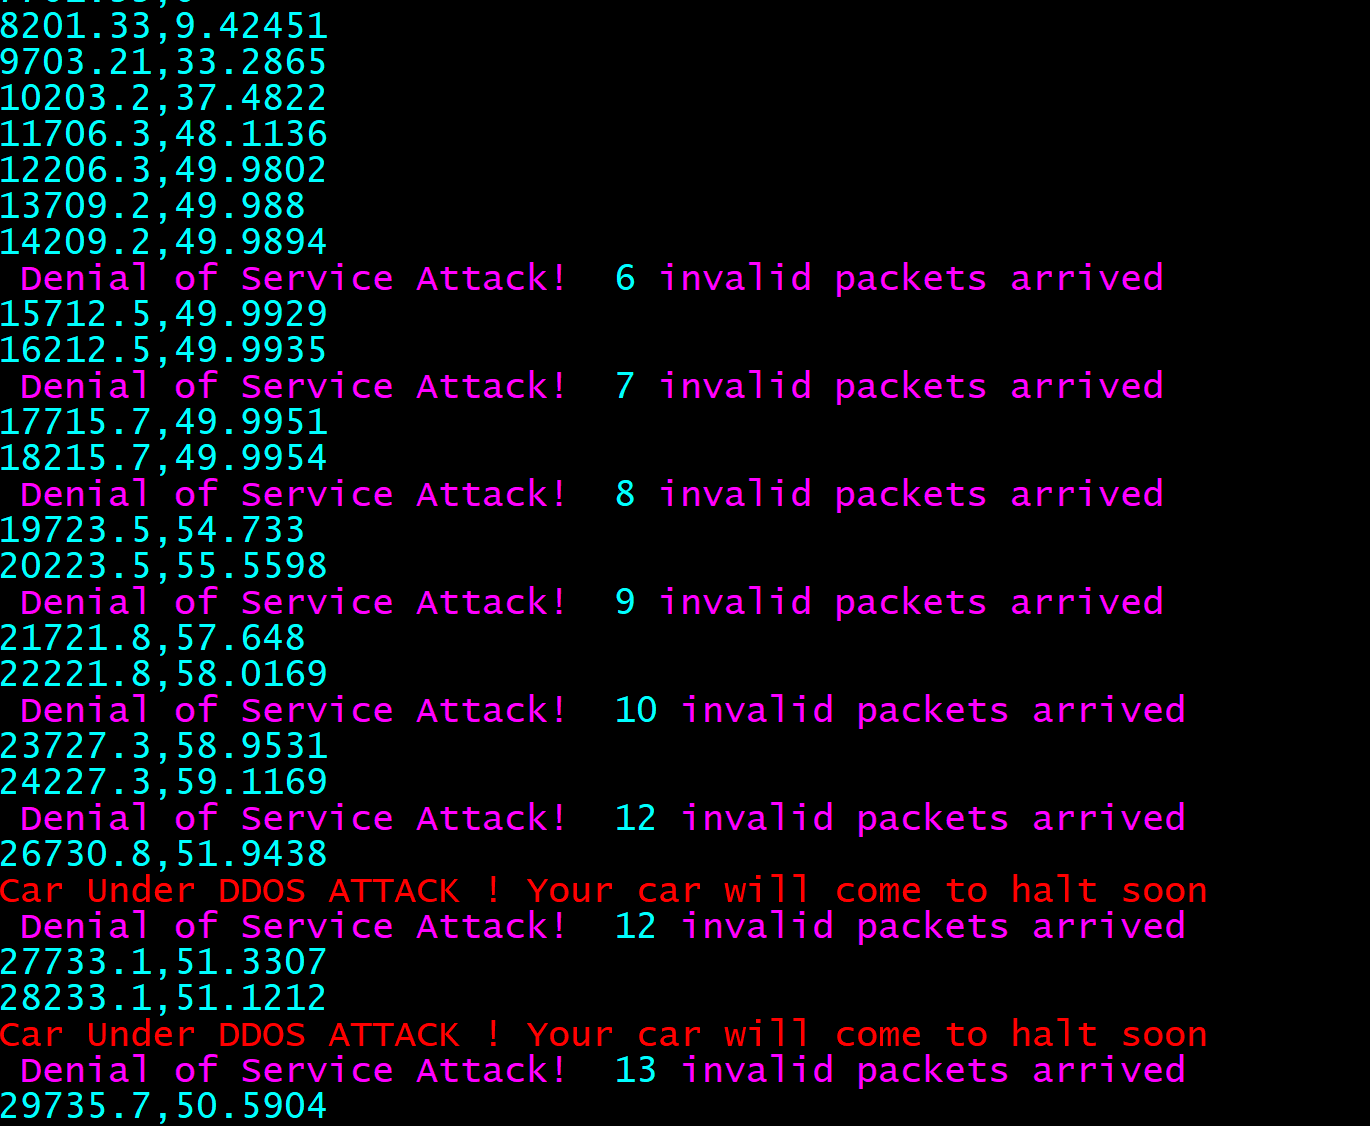 8201.33,9.42451
9703.21,33.2865
10203.2,37.4822
11706.3,48.1136
12206.3,49.9802
13709.2,49.988
14209.2,49.9894
Denial of Service Attack!  6 invalid packets arrived
15712.5,49.9929
16212.5,49.9935
Denial of Service Attack!  7 invalid packets arrived
17715.7,49.9951
18215.7,49.9954
Denial of Service Attack!  8 invalid packets arrived
19723.5,54.733
20223.5,55.5598
Denial of Service Attack!  9 invalid packets arrived
21721.8,57.648
22221.8,58.0169
Denial of Service Attack!  10 invalid packets arrived
23727.3,58.9531
24227.3,59.1169
Denial of Service Attack!  12 invalid packets arrived
26730.8,51.9438
Car Under DDOS ATTACK ! Your car will come to halt soon
Denial of Service Attack!  12 invalid packets arrived
27733.1,51.3307
28233.1,51.1212
Car Under DDOS ATTACK ! Your car will come to halt soon
Denial of Service Attack!  13 invalid packets arrived
29735.7,50.5904